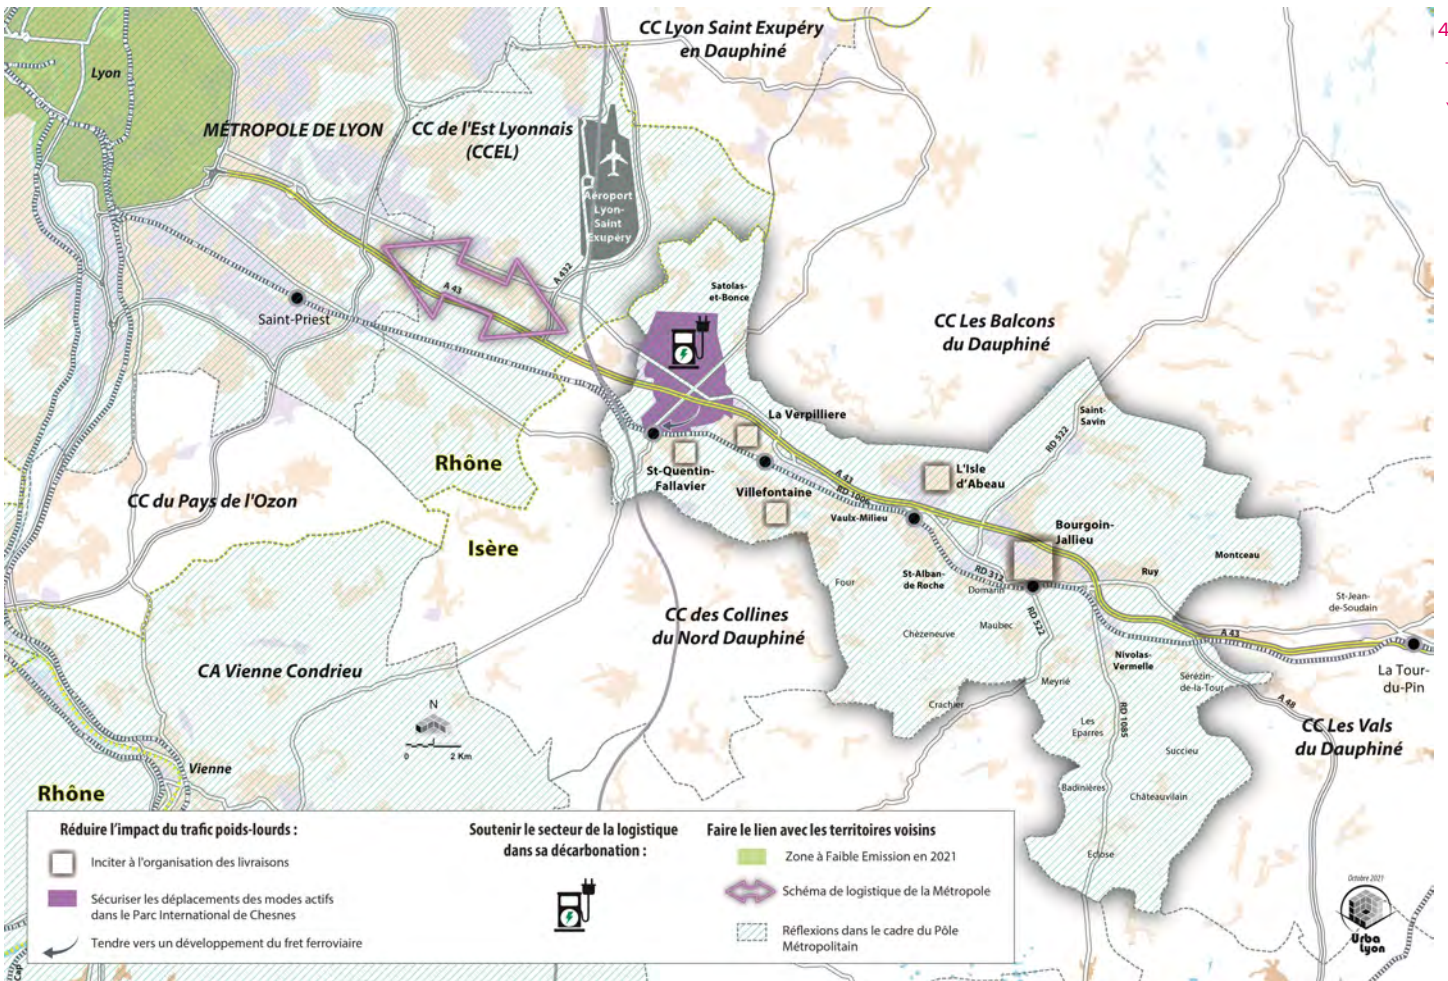 CC Lyon Saint Exupéry
en Dauphiné
4
Lyon
MÉTROPOLE DE LYON
CC de l'Est Lyonnais
(CCEL)
Aéroport
Lyon-
Saint
Exupéry
A 432
A 43
Saint-Priest
Satolas-
et-Bonce
CC Les Balcons
du Dauphiné
La Verpilliere
Saint-
Savin
RD 522
Rhône
St-Quentin-
Fallavier
Villefontaine
A 43
RD 1006
L'Isle
d'Abeau
CC du Pays de l'Ozon
Vaulx-Milieu
Bourgoin-
Jallieu
Isère
Montceau
Ruy
St-Alban-
de Roche
RD 312
Four
Domarin
St-Jean-
de-Soudain
CC des Collines
du Nord Dauphiné
Maubec
RD 522
Chèzeneuve
A 43
Nivolas-
Vermelle
CA Vienne Condrieu
Meyrié
Sérézin-
de-la-Tour
La Tour-
du-Pin
Crachier
A 48
N
0 2 Km
Les
Eparres
RD 1085
CC Les Vals
du Dauphiné
Succieu
Vienne
Rhône
Badinières
Châteauvilain
Eclose
Réduire l'impact du trafic poids-lourds :
Inciter à l'organisation des livraisons
Sécuriser les déplacements des modes actifs
dans le Parc International de Chesnes
Tendre vers un développement du fret ferroviaire
Soutenir le secteur de la logistique
dans sa décarbonation :
Faire le lien avec les territoires voisins
Zone à Faible Emission en 2021
Schéma de logistique de la Métropole
Réflexions dans le cadre du Pôle
Métropolitain
Octobre 2021
Urba
Lyon
Cap